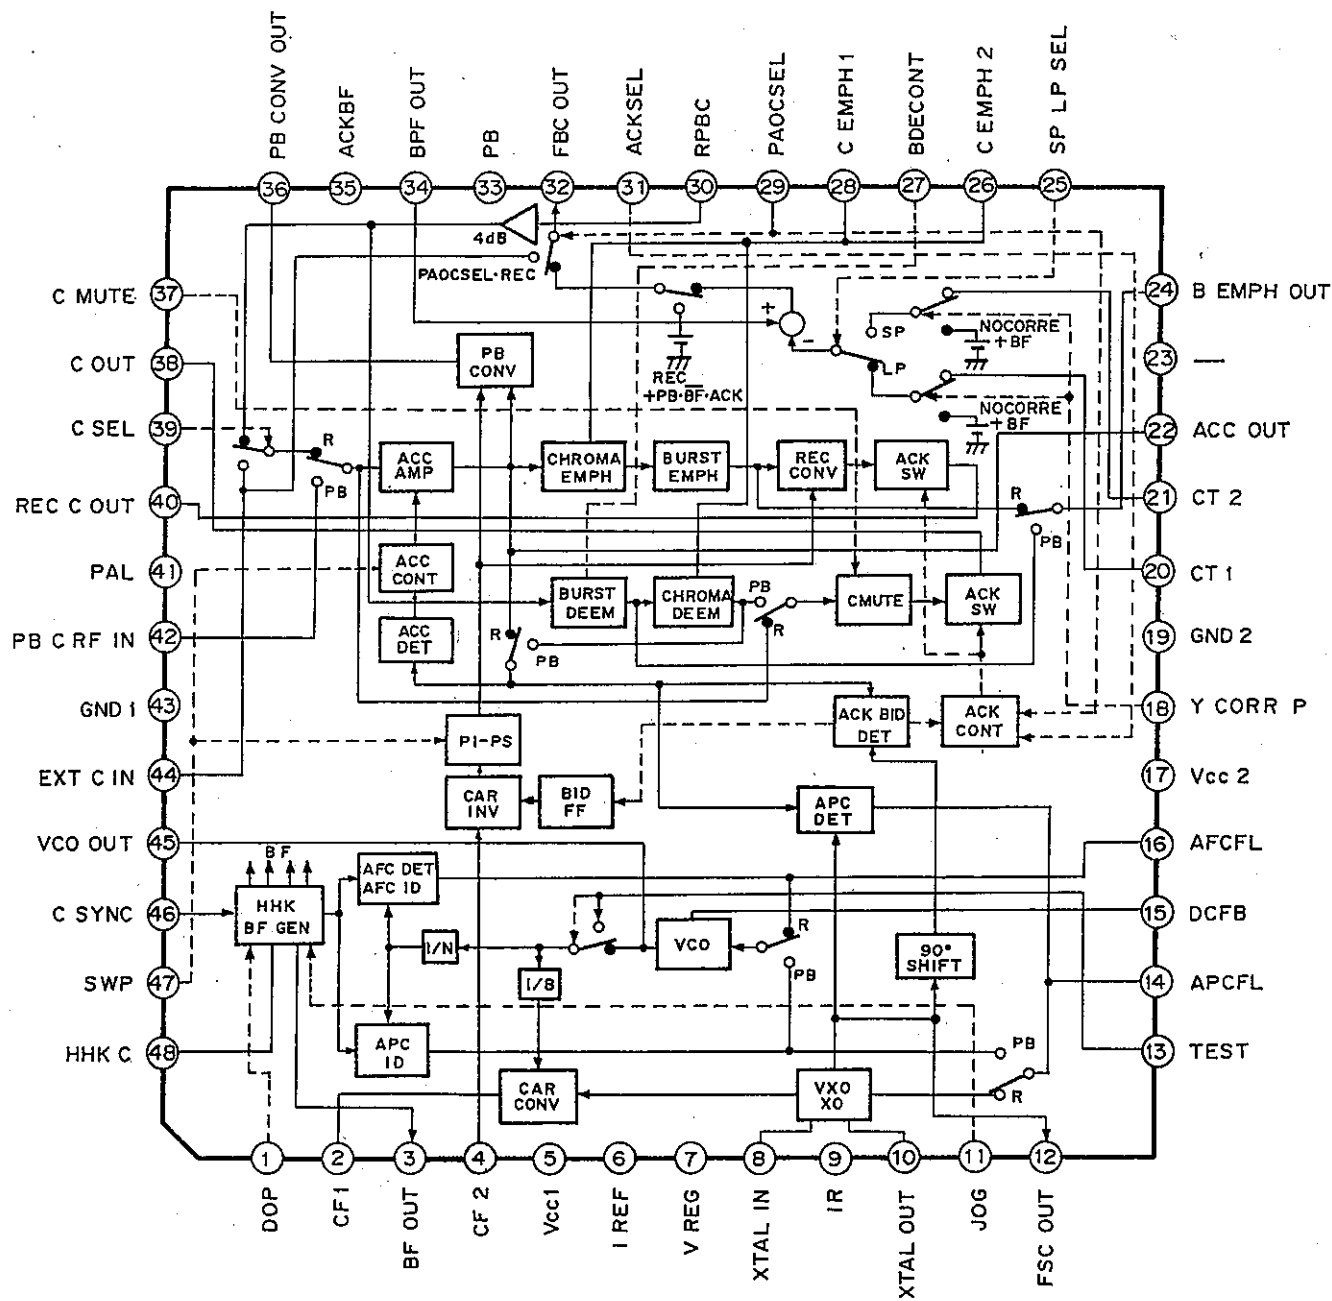 PB CONV OUT
ACKBF
BPF OUT
PB
FBC OUT
ACKSEL
RPBC
PAOCSEL
C EMPH 1
BDECONT
C EMPH 2
SP LP SEL
36
35
34
33
32
31
30
29
28
27
26
25
4dB
PAOCSEL·REC
C MUTE 37
24 B EMPH OUT
+
-
SP
NOCORRE
+BF
C OUT 38
PB
CONV
REC
+PB·BF·ACK
LP
23 —
NOCORRE
+BF
C SEL 39
22 ACC OUT
R
PB
ACC
AMP
CHROMA
EMPH
BURST
EMPH
REC
CONV
ACK
SW
REC C OUT 40
R
PB
21 CT 2
PAL 41
ACC
CONT
BURST
DEEM
CHROMA
DEEM
PB
R
CMUTE
ACK
SW
20 CT 1
PB C RF IN 42
ACC
DET
R
PB
19 GND 2
GND 1 43
PI-PS
ACK BID
DET
ACK
CONT
18 Y CORR P
EXT C IN 44
CAR
INV
BID
FF
APC
DET
17 Vcc 2
VCO OUT 45
BF
AFC DET
AFC ID
16 AFCFL
C SYNC 46
HHK
BF GEN
1/N
VCO
R
PB
90°
SHIFT
15 DCFB
SWP 47
1/8
14 APCFL
HHK C 48
APC
ID
PB
R
13 TEST
CAR
CONV
VXO
XO
1
2
3
4
5
6
7
8
9
10
11
12
DOP
CF1
BF OUT
CF 2
Vcc1
I REF
V REG
XTAL IN
IR
XTAL OUT
JOG
FSC OUT